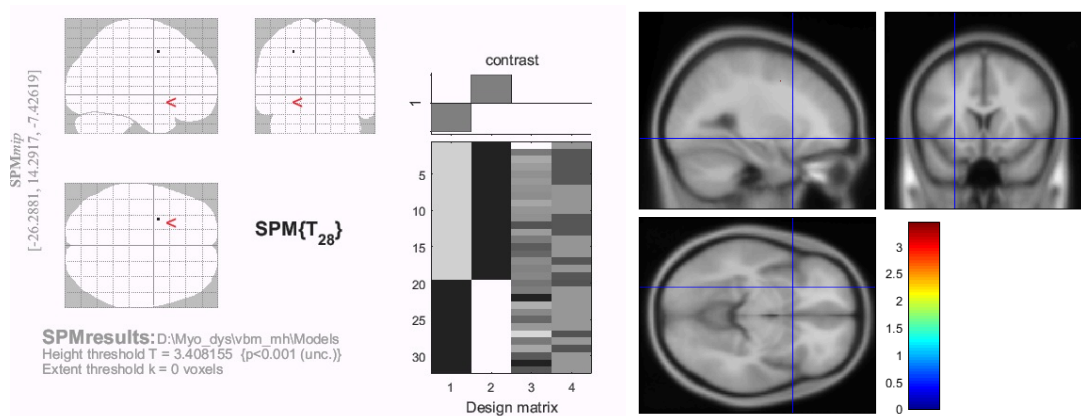 SPMmip
[-26.2881, 14.2917, -7.42619]
<
<
<
SPM{T28}
SPMresults: D:\Myo_dys\vbm_mh\Models
Height threshold T = 3.408155 {p<0.001 (unc.)}
Extent threshold k = 0 voxels
contrast
1
5
10
15
20
25
30
1 2 3 4
Design matrix
3
2.5
2
1.5
1
0.5
0